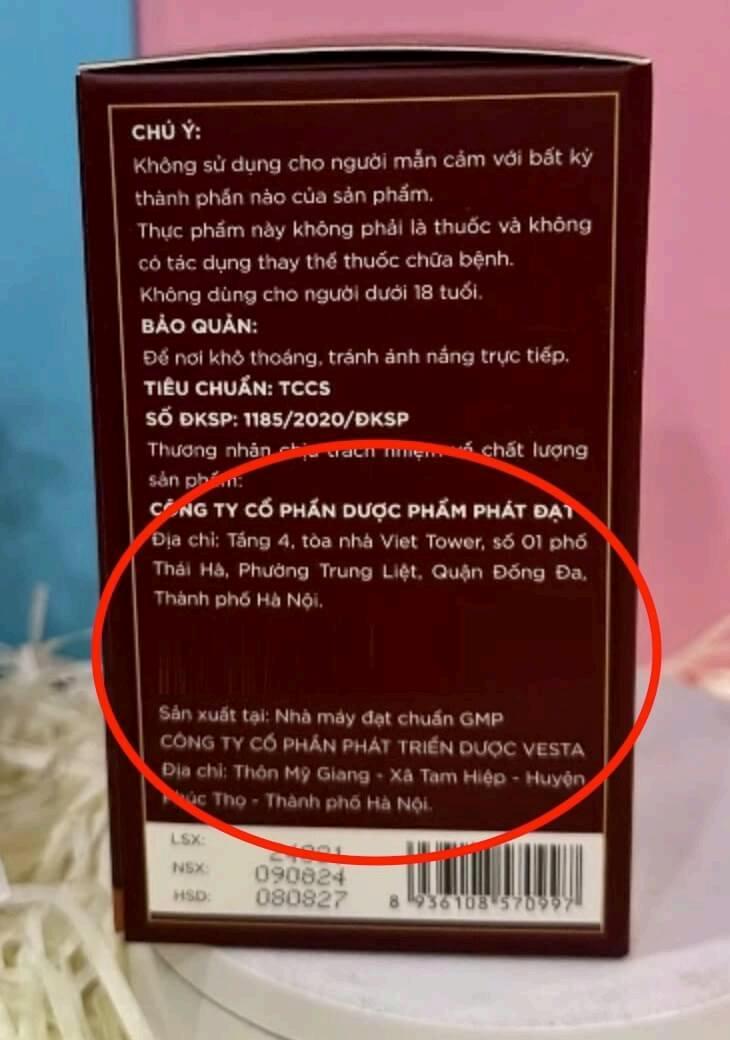 CHÚ Ý:
Không sử dụng cho người mẫn cảm với bất kỳ
thành phần nào của sản phẩm.
Thực phẩm này không phải là thuốc và không
có tác dụng thay thế thuốc chữa bệnh.
Không dùng cho người dưới 18 tuổi.
BẢO QUẢN:
Để nơi khô thoáng, tránh ánh nắng trực tiếp.
TIÊU CHUẨN: TCCS
SỐ ĐKSP: 1185/2020/ĐKSP
Thương nhân chịu trách nhiệm về chất lượng
sản phẩm:
CÔNG TY CỔ PHẦN DƯỢC PHẨM PHÁT ĐẠT
Địa chỉ: Tầng 4, tòa nhà Viet Tower, số 01 phố
Thái Hà, Phường Trung Liệt, Quận Đống Đa,
Thành phố Hà Nội.
Sản xuất tại: Nhà máy đạt chuẩn GMP
CÔNG TY CỔ PHẦN PHÁT TRIỂN DƯỢC VESTA
Địa chỉ: Thôn Mỹ Giang - Xã Tam Hiệp - Huyện
Phúc Thọ - Thành phố Hà Nội.
LSX:
NSX: 090824
HSD: 080827
8 936108 570997